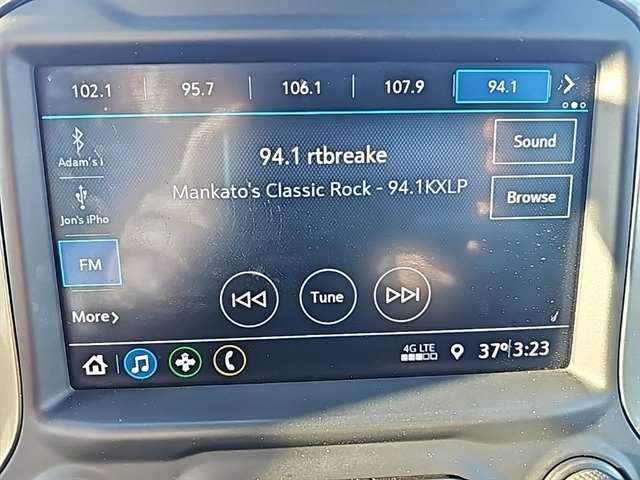 102.1 95.7 106.1 107.9 94.1
Adam's i
94.1 rtbreake
Sound
Mankato's Classic Rock - 94.1KXLP
Browse
Jon's iPho
FM
Tune
More
4G LTE
37° 3:23